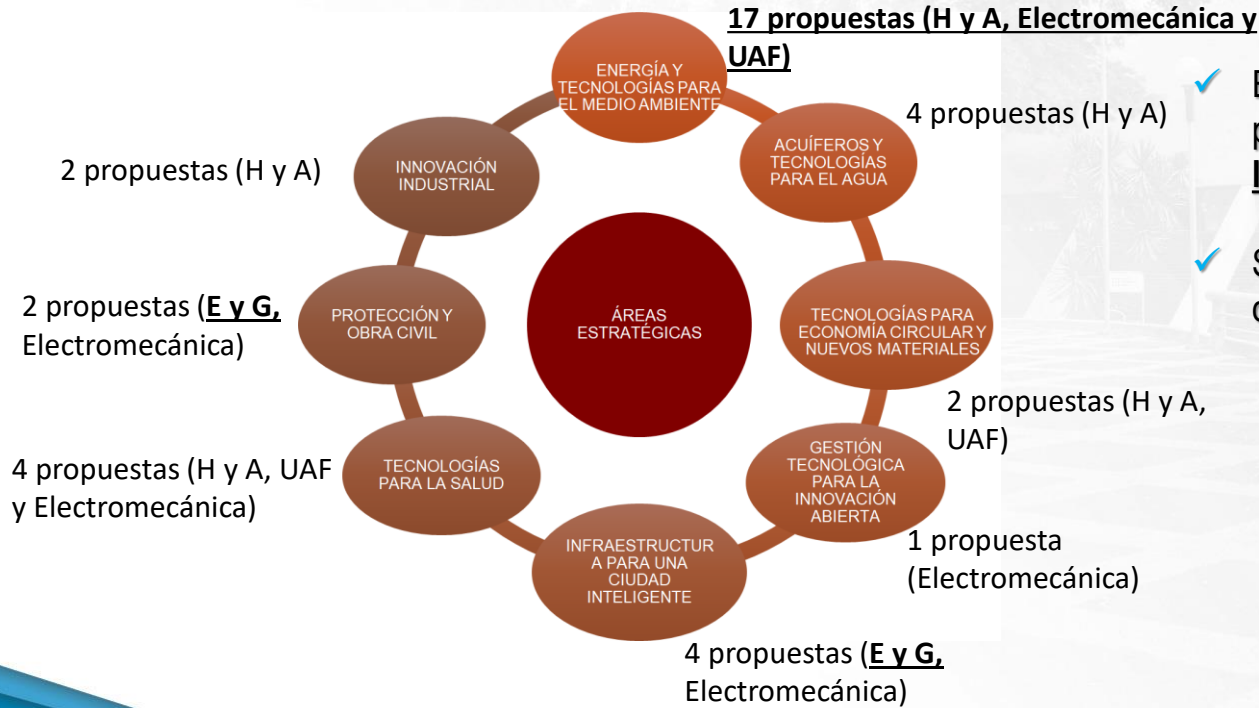 17 propuestas (H y A, Electromecánica y
UAF)
ENERGÍA Y
TECNOLOGÍAS PARA
EL MEDIO AMBIENTE
4 propuestas (H y A)
ACUÍFEROS Y
TECNOLOGÍAS
PARA EL AGUA
TECNOLOGÍAS PARA
ECONOMÍA CIRCULAR Y
NUEVOS MATERIALES
2 propuestas (H y A,
UAF)
GESTIÓN
TECNOLÓGICA
PARA LA
INNOVACIÓN
ABIERTA
1 propuesta
(Electromecánica)
INFRAESTRUCTUR
A PARA UNA
CIUDAD
INTELIGENTE
4 propuestas (E y G,
Electromecánica)
TECNOLOGÍAS
PARA LA SALUD
4 propuestas (H y A, UAF
y Electromecánica)
PROTECCIÓN Y
OBRA CIVIL
2 propuestas (E y G,
Electromecánica)
INNOVACIÓN
INDUSTRIAL
2 propuestas (H y A)
ÁREAS
ESTRATÉGICAS